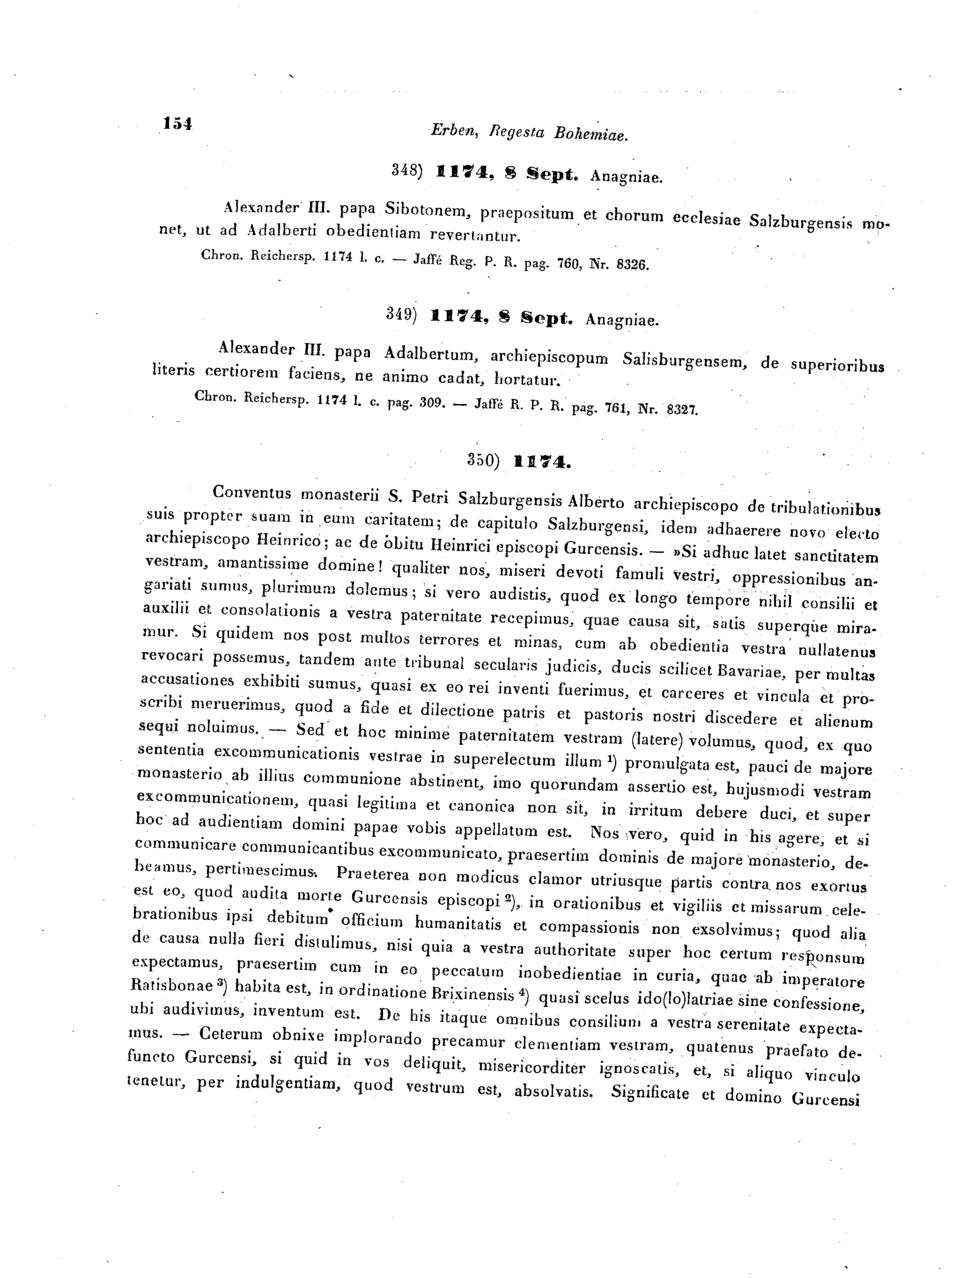 154
Erben, Regesta Bohemiae.
348) 1174, 8 Sept. Anagniae.
Alexander III. papa Sibotonem, praepositum et chorum ecclesiae Salzburgensis mo-
net, ut ad Adalberti obedientiam revertantur.
Chron. Reichersp. 1174 l. c. — Jaffé Reg. P. R. pag. 760, Nr. 8326.
349) 1174, 8 Sept. Anagniae.
Alexander III. papa Adalbertum, archiepiscopum Salisburgensem, de superioribus
literis certiorem faciens, ne animo cadat, hortatur.
Chron. Reichersp. 1174 l. c. pag. 309. — Jaffé R. P. R. pag. 761, Nr. 8327.
350) 1174.
Conventus monasterii S. Petri Salzburgensis Alberto archiepiscopo de tribulationibus
suis propter suam in eum caritatem; de capitulo Salzburgensi, idem adhaerere novo electo
archiepiscopo Heinrico; ac de obitu Heinrici episcopi Gurcensis. — »Si adhuc latet sanctitatem
vestram, amantissime domine! qualiter nos, miseri devoti famuli vestri, oppressionibus an-
gariati sumus, plurimum dolemus; si vero audistis, quod ex longo tempore nihil consilii et
auxilii et consolationis a vestra paternitate recepimus, quae causa sit, satis superque mira-
mur. Si quidem nos post multos terrores et minas, cum ab obedientia vestra nullatenus
revocari possemus, tandem ante tribunal secularis judicis, ducis scilicet Bavariae, per multas
accusationes exhibiti sumus, quasi ex eo rei inventi fuerimus, et carceres et vincula et pro-
scribi meruerimus, quod a fide et dilectione patris et pastoris nostri discedere et alienum
sequi noluimus. — Sed et hoc minime paternitatem vestram (latere) volumus, quod, ex quo
sententia excommunicationis vestrae in superelectum illum ¹) promulgata est, pauci de majore
monasterio ab illius communione abstinent, imo quorundam assertio est, hujusmodi vestram
excommunicationem, quasi legitima et canonica non sit, in irritum debere duci, et super
hoc ad audientiam domini papae vobis appellatum est. Nos vero, quid in his agere, et si
communicare communicantibus excommunicato, praesertim dominis de majore monasterio, de-
beamus, pertimescimus. Praeterea non modicus clamor utriusque partis contra nos exortus
est eo, quod audita morte Gurcensis episcopi ²), in orationibus et vigiliis et missarum cele-
brationibus ipsi debitum officium humanitatis et compassionis non exsolvimus; quod alia
de causa nulla fieri distulimus, nisi quia a vestra authoritate super hoc certum responsum
expectamus, praesertim cum in eo peccatum inobedientiae in curia, quae ab imperatore
Ratisbonae ³) habita est, in ordinatione Brixinensis ⁴) quasi scelus ido(lo)latriae sine confessione,
ubi audivimus, inventum est. De his itaque omnibus consilium a vestra serenitate expecta-
mus. — Ceterum obnixe implorando precamur clementiam vestram, quatenus praefato de-
functo Gurcensi, si quid in vos deliquit, misericorditer ignoscatis, et, si aliquo vinculo
tenetur, per indulgentiam, quod vestrum est, absolvatis. Significate et domino Gurcensi